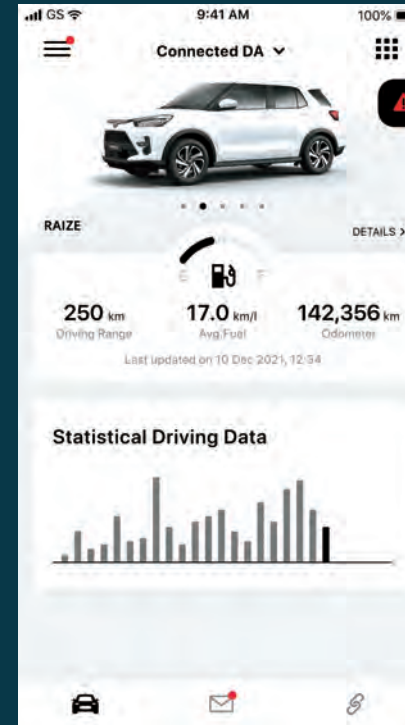 GS 9:41 AM 100%
Connected DA
RAIZE
DETAILS >
E F
250 km 17.0 km/l 142,356 km
Driving Range Avg.Fuel Odometer
Last updated on 10 Dec 2021, 12:34
Statistical Driving Data